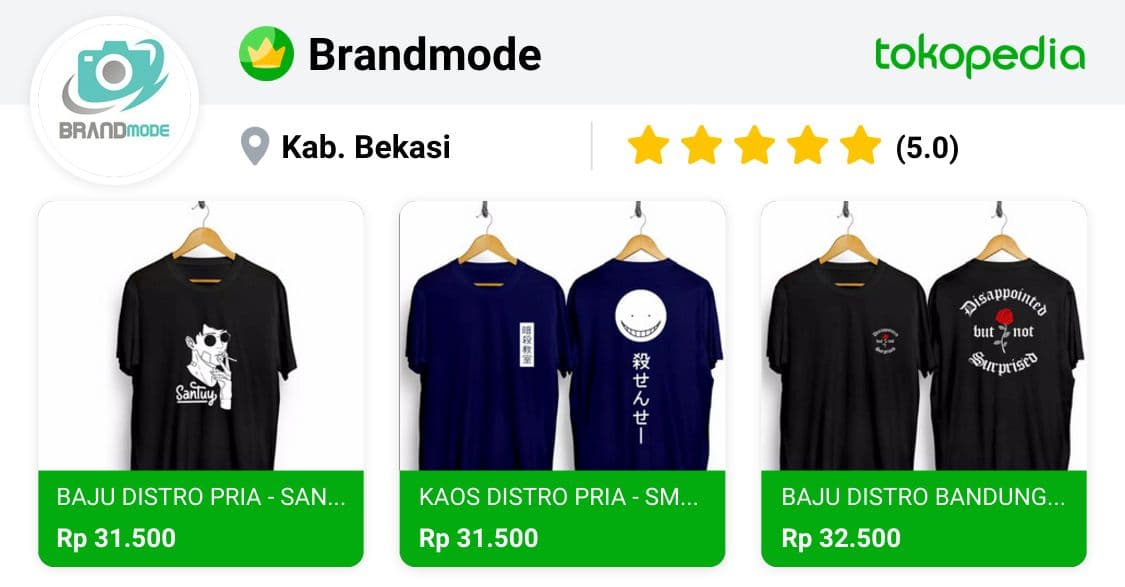 BRANDMODE
Brandmode
tokopedia
Kab. Bekasi
(5.0)
Santuy
暗殺教室
殺せんせー
Disappointed
but not
Surprised
Disappointed
but not
Surprised
BAJU DISTRO PRIA - SAN...
Rp 31.500
KAOS DISTRO PRIA - SM...
Rp 31.500
BAJU DISTRO BANDUNG...
Rp 32.500